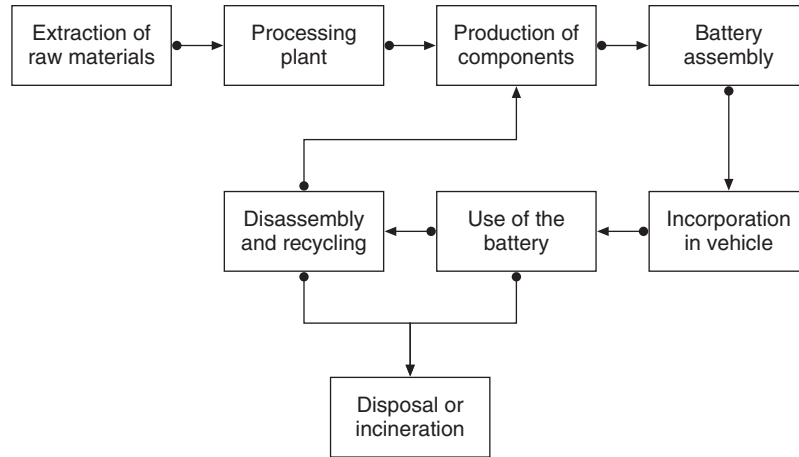 Extraction of
raw materials
Processing
plant
Production of
components
Battery
assembly
Disassembly
and recycling
Use of the
battery
Incorporation
in vehicle
Disposal or
incineration